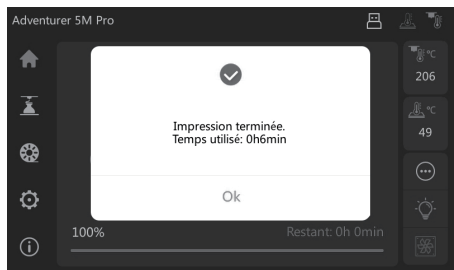 Adventurer 5M Pro
°C
206
Impression terminée.
Temps utilisé: 0h6min
°C
49
Ok
100%
Restant: 0h 0min